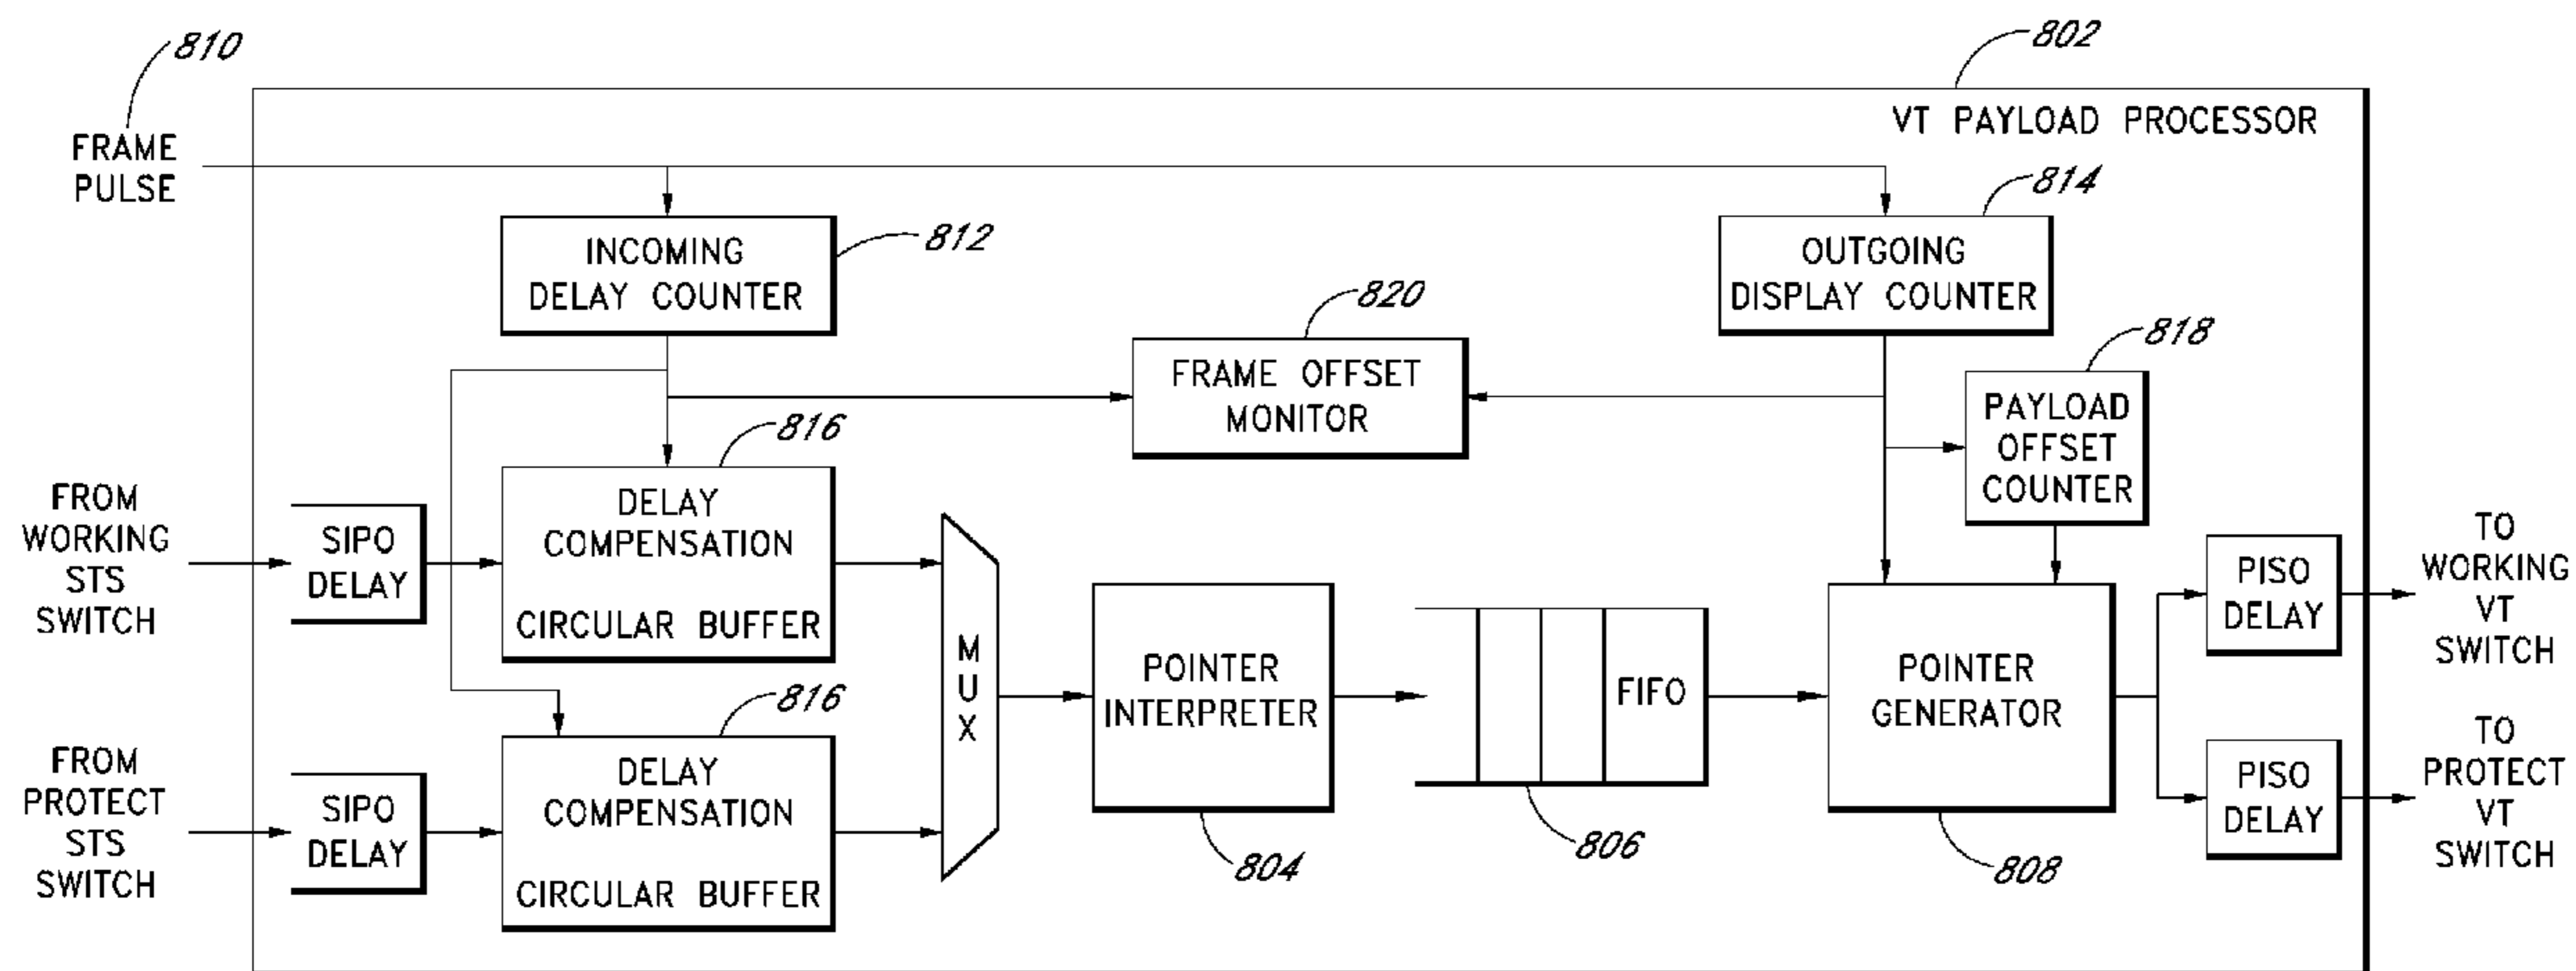 810
802
VT PAYLOAD PROCESSOR
FRAME
PULSE
814
INCOMING
DELAY COUNTER
812
OUTGOING
DISPLAY COUNTER
820
FRAME OFFSET
MONITOR
818
PAYLOAD
OFFSET
COUNTER
816
FROM
WORKING
STS
SWITCH
SIPO
DELAY
DELAY
COMPENSATION
CIRCULAR BUFFER
816
FROM
PROTECT
STS
SWITCH
SIPO
DELAY
DELAY
COMPENSATION
CIRCULAR BUFFER
M
U
X
POINTER
INTERPRETER
804
FIFO
806
POINTER
GENERATOR
808
PISO
DELAY
TO
WORKING
VT
SWITCH
PISO
DELAY
TO
PROTECT
VT
SWITCH